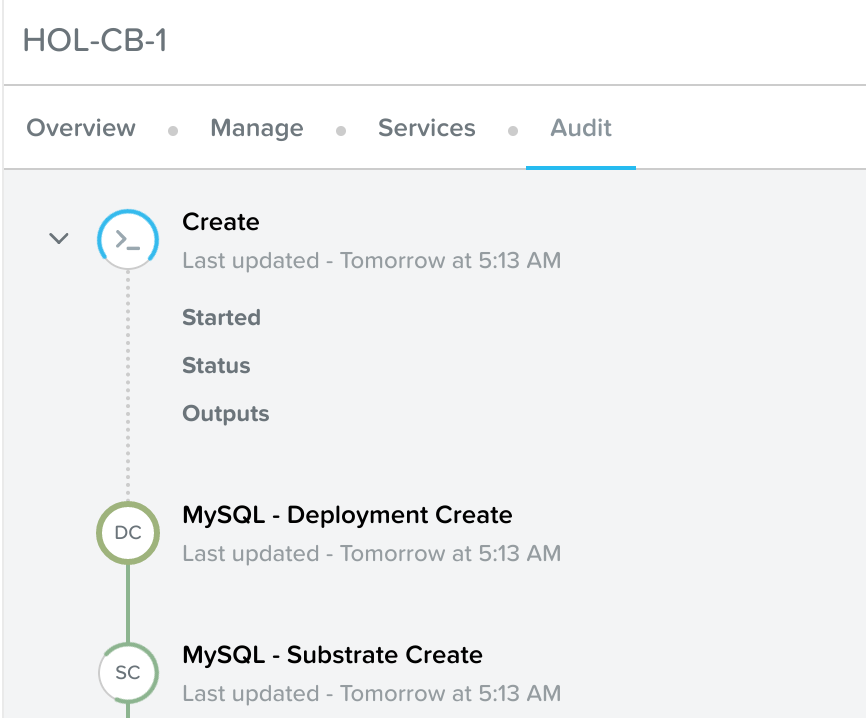 HOL-CB-1
Overview Manage Services Audit
Create
Last updated - Tomorrow at 5:13 AM
Started
Status
Outputs
DC
MySQL - Deployment Create
Last updated - Tomorrow at 5:13 AM
SC
MySQL - Substrate Create
Last updated - Tomorrow at 5:13 AM